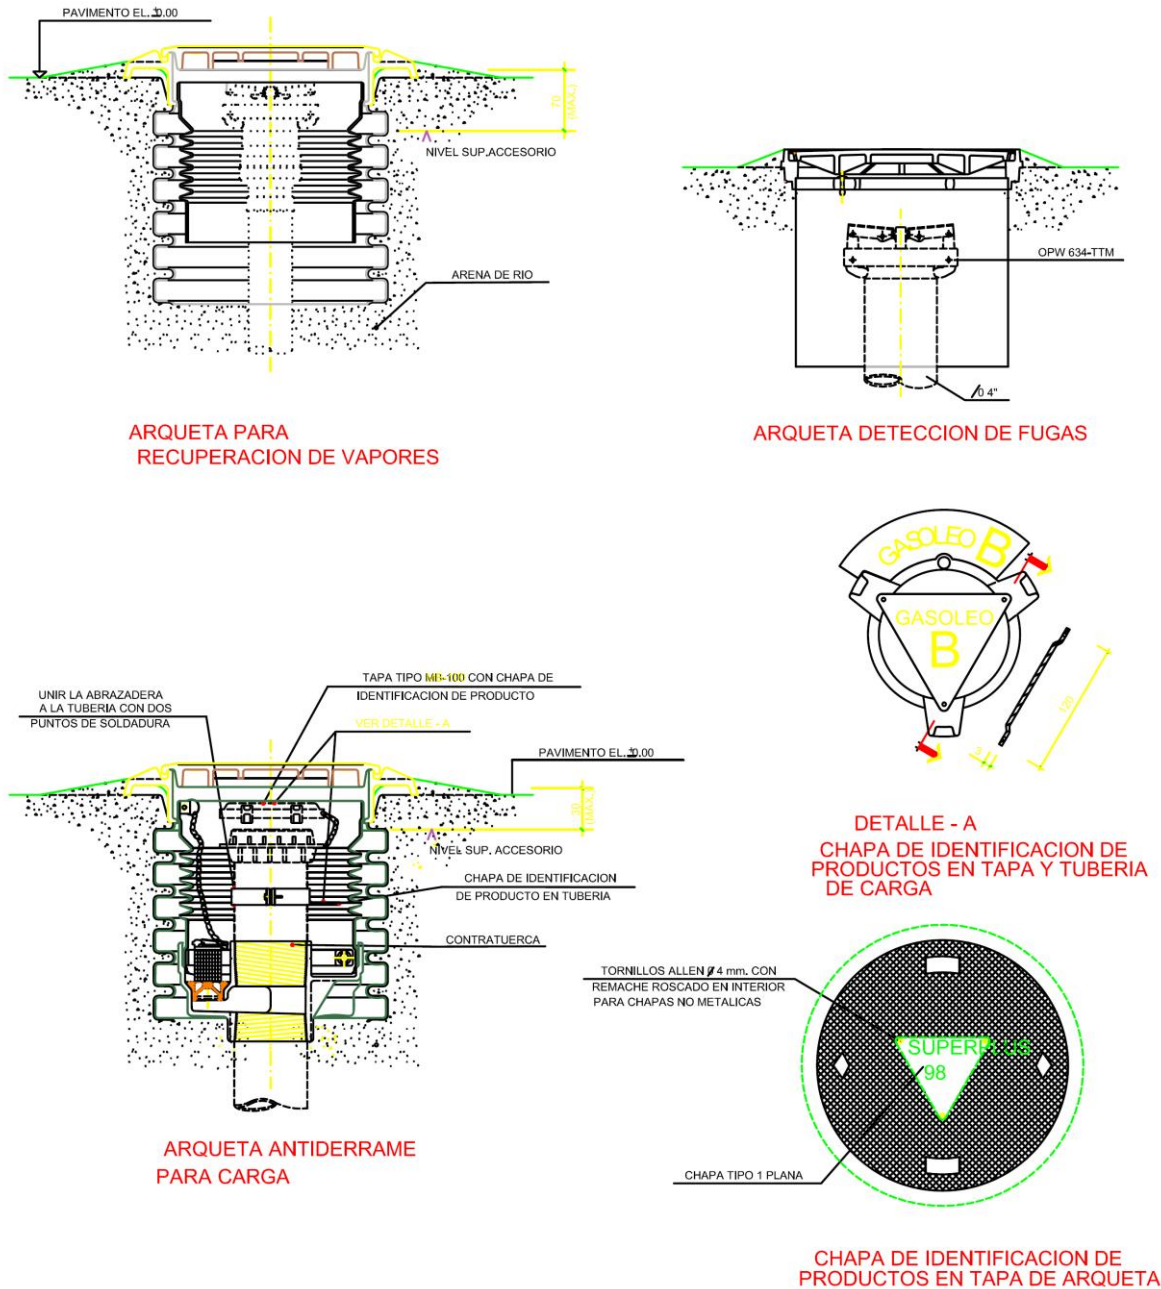 PAVIMENTO EL. ±0.00
70
(MAX.)
NIVEL SUP.ACCESORIO
ARENA DE RIO
ARQUETA PARA
RECUPERACION DE VAPORES
OPW 634-TTM
Ø 4"
ARQUETA DETECCION DE FUGAS
GASOLEO B
GASOLEO
B
120
3
DETALLE - A
CHAPA DE IDENTIFICACION DE
PRODUCTOS EN TAPA Y TUBERIA
DE CARGA
UNIR LA ABRAZADERA
A LA TUBERIA CON DOS
PUNTOS DE SOLDADURA
TAPA TIPO MB-100 CON CHAPA DE
IDENTIFICACION DE PRODUCTO
VER DETALLE - A
PAVIMENTO EL. ±0.00
(MAX.)
NIVEL SUP. ACCESORIO
CHAPA DE IDENTIFICACION
DE PRODUCTO EN TUBERIA
CONTRATUERCA
ARQUETA ANTIDERRAME
PARA CARGA
TORNILLOS ALLEN Ø 4 mm. CON
REMACHE ROSCADO EN INTERIOR
PARA CHAPAS NO METALICAS
SUPERPLUS
98
CHAPA TIPO 1 PLANA
CHAPA DE IDENTIFICACION DE
PRODUCTOS EN TAPA DE ARQUETA